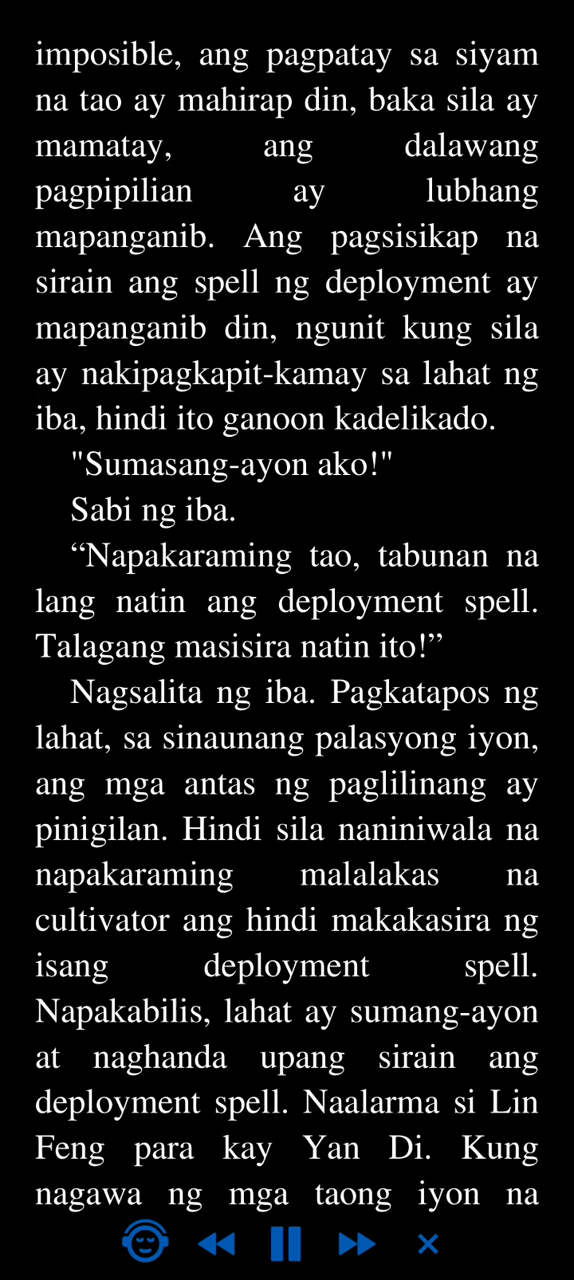 imposible, ang pagpatay sa siyam
na tao ay mahirap din, baka sila ay
mamatay, ang dalawang
pagpipilian ay lubhang
mapanganib. Ang pagsisikap na
sirain ang spell ng deployment ay
mapanganib din, ngunit kung sila
ay nakipagkapit-kamay sa lahat ng
iba, hindi ito ganoon kadelikado.
"Sumasang-ayon ako!"
Sabi ng iba.
“Napakaraming tao, tabunan na
lang natin ang deployment spell.
Talagang masisira natin ito!”
Nagsalita ng iba. Pagkatapos ng
lahat, sa sinaunang palasyong iyon,
ang mga antas ng paglilinang ay
pinigilan. Hindi sila naniniwala na
napakaraming malalakas na
cultivator ang hindi makakasira ng
isang deployment spell.
Napakabilis, lahat ay sumang-ayon
at naghanda upang sirain ang
deployment spell. Naalarma si Lin
Feng para kay Yan Di. Kung
nagawa ng mga taong iyon na